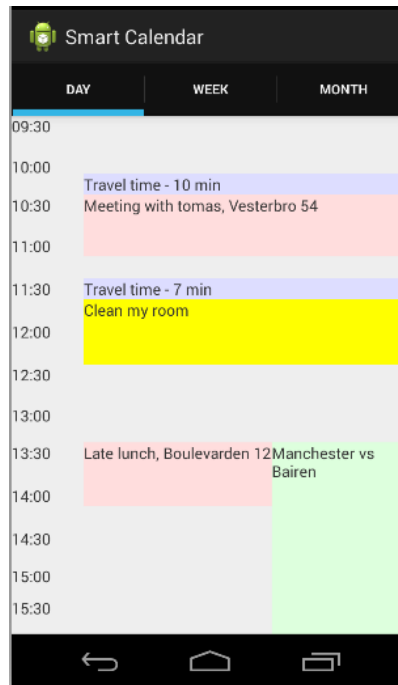 Smart Calendar
DAY WEEK MONTH
09:30
10:00
Travel time - 10 min
10:30 Meeting with tomas, Vesterbro 54
11:00
11:30 Travel time - 7 min
Clean my room
12:00
12:30
13:00
13:30 Late lunch, Boulevarden 12 Manchester vs
Bairen
14:00
14:30
15:00
15:30